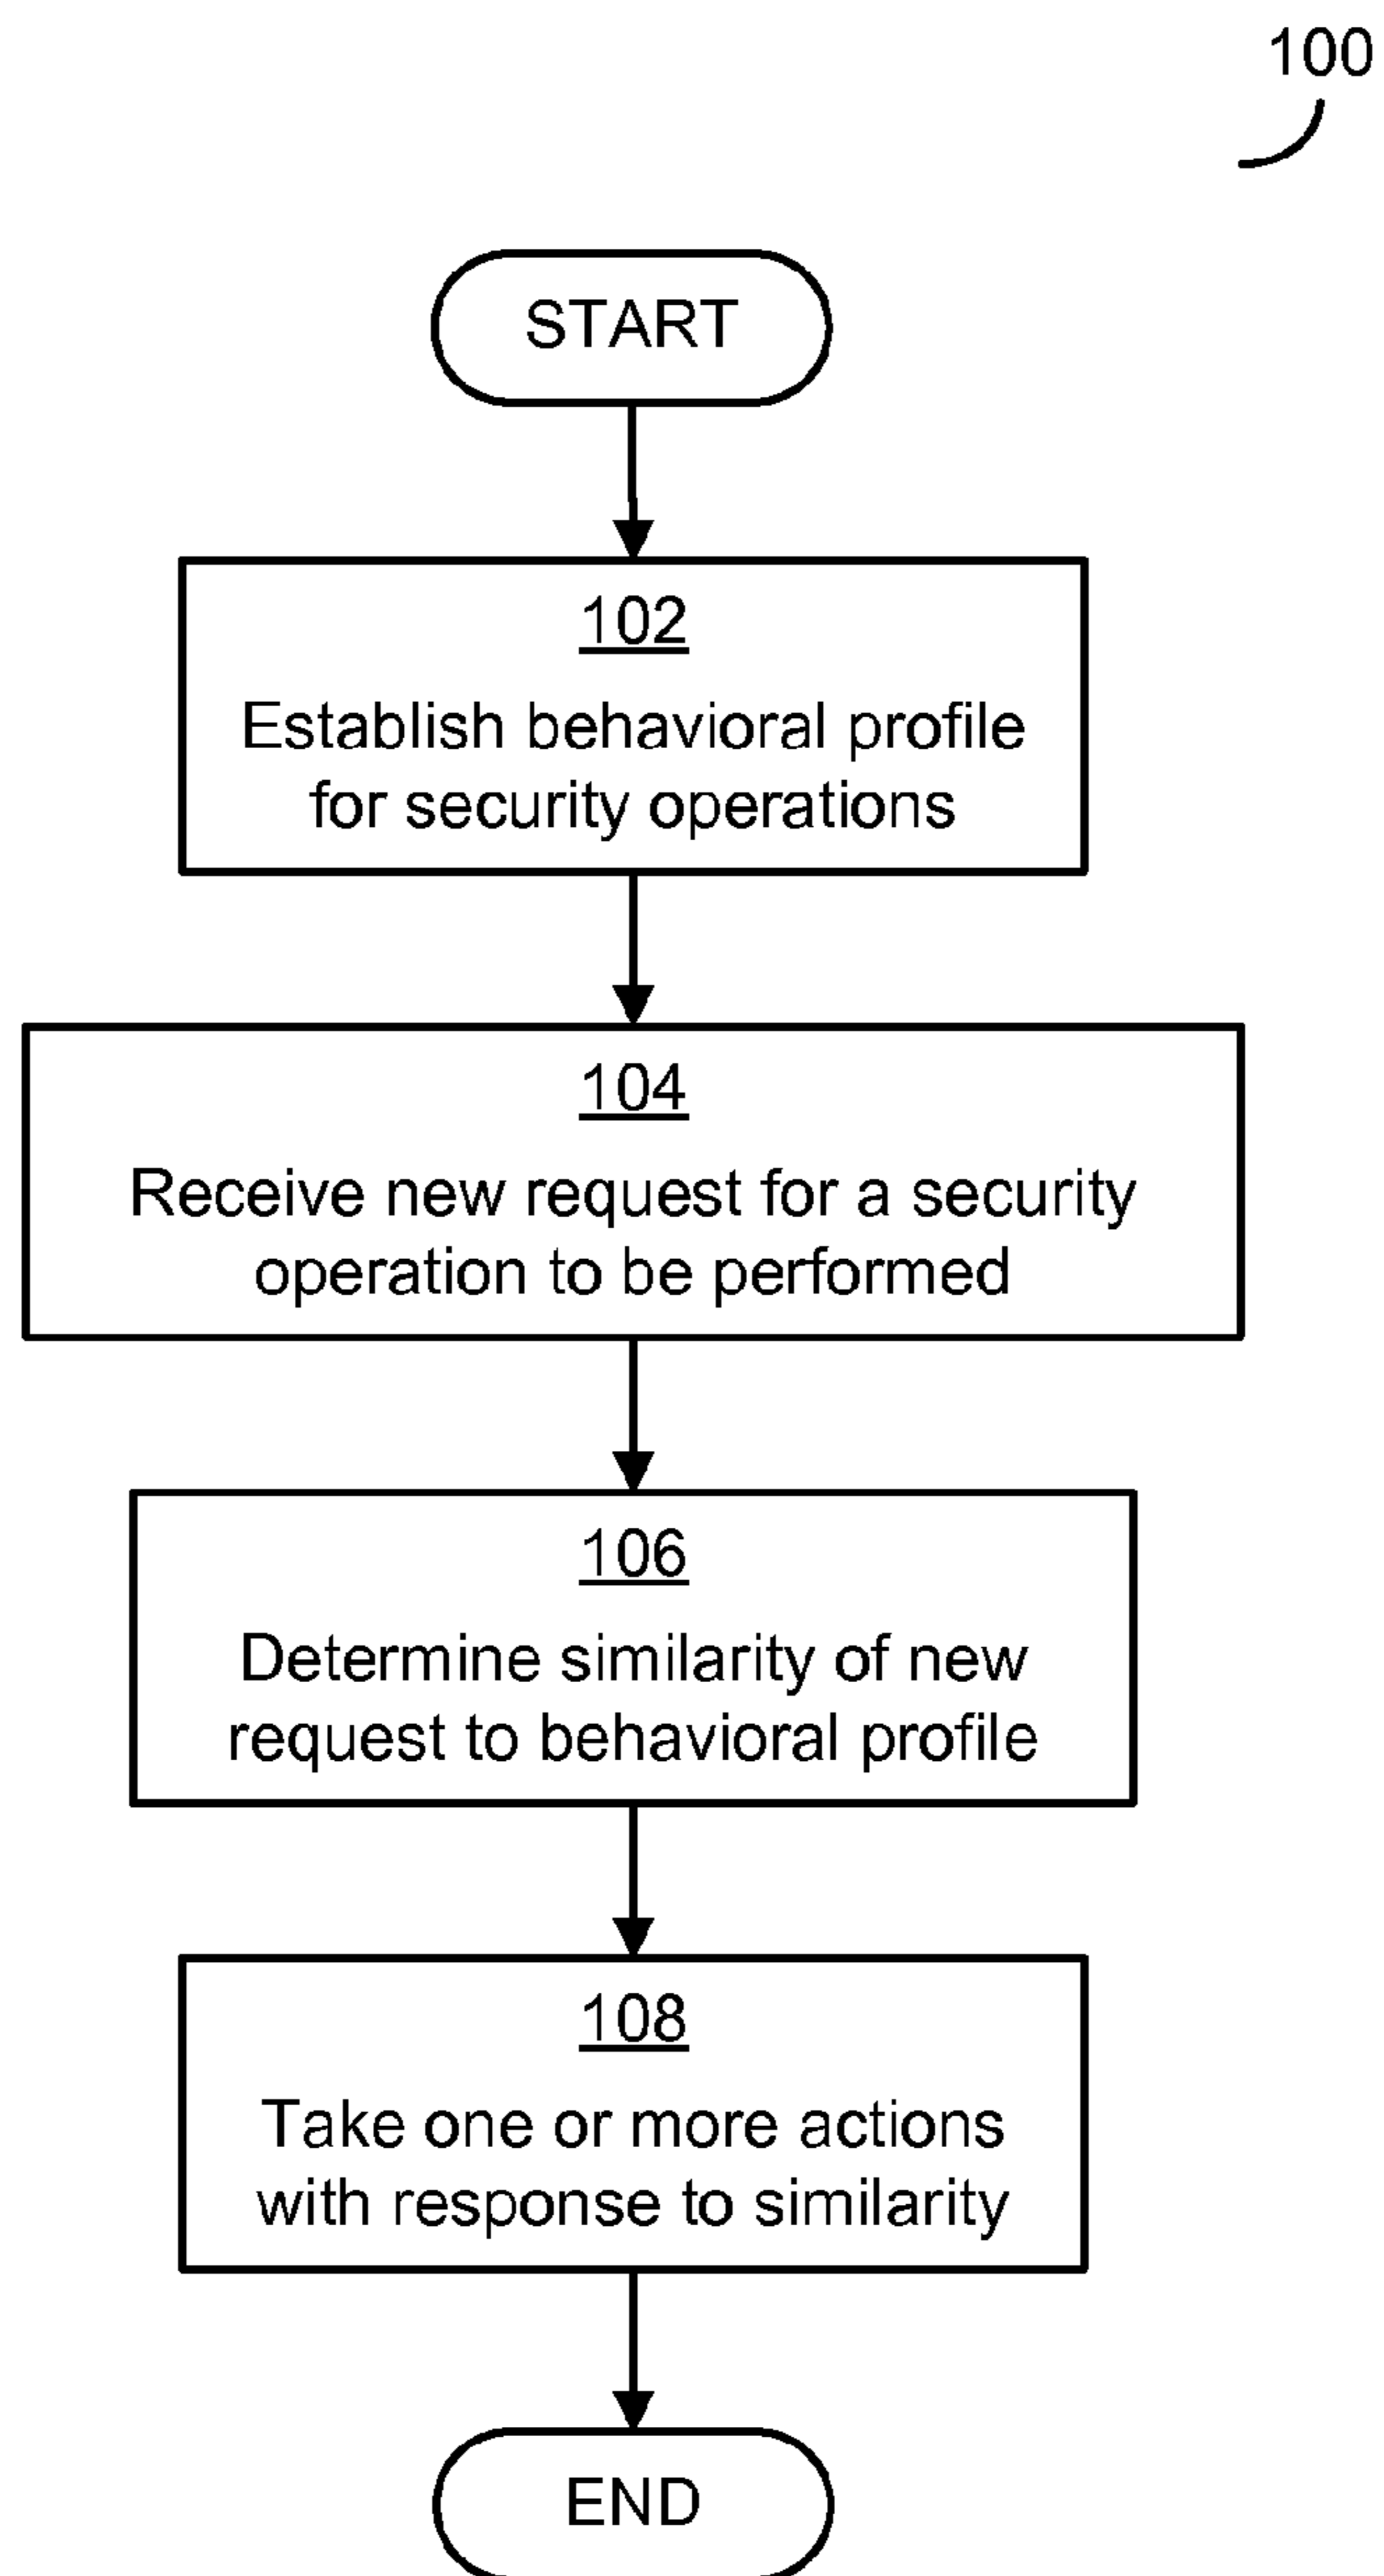 100
START
102
Establish behavioral profile
for security operations
104
Receive new request for a security
operation to be performed
106
Determine similarity of new
request to behavioral profile
108
Take one or more actions
with response to similarity
END